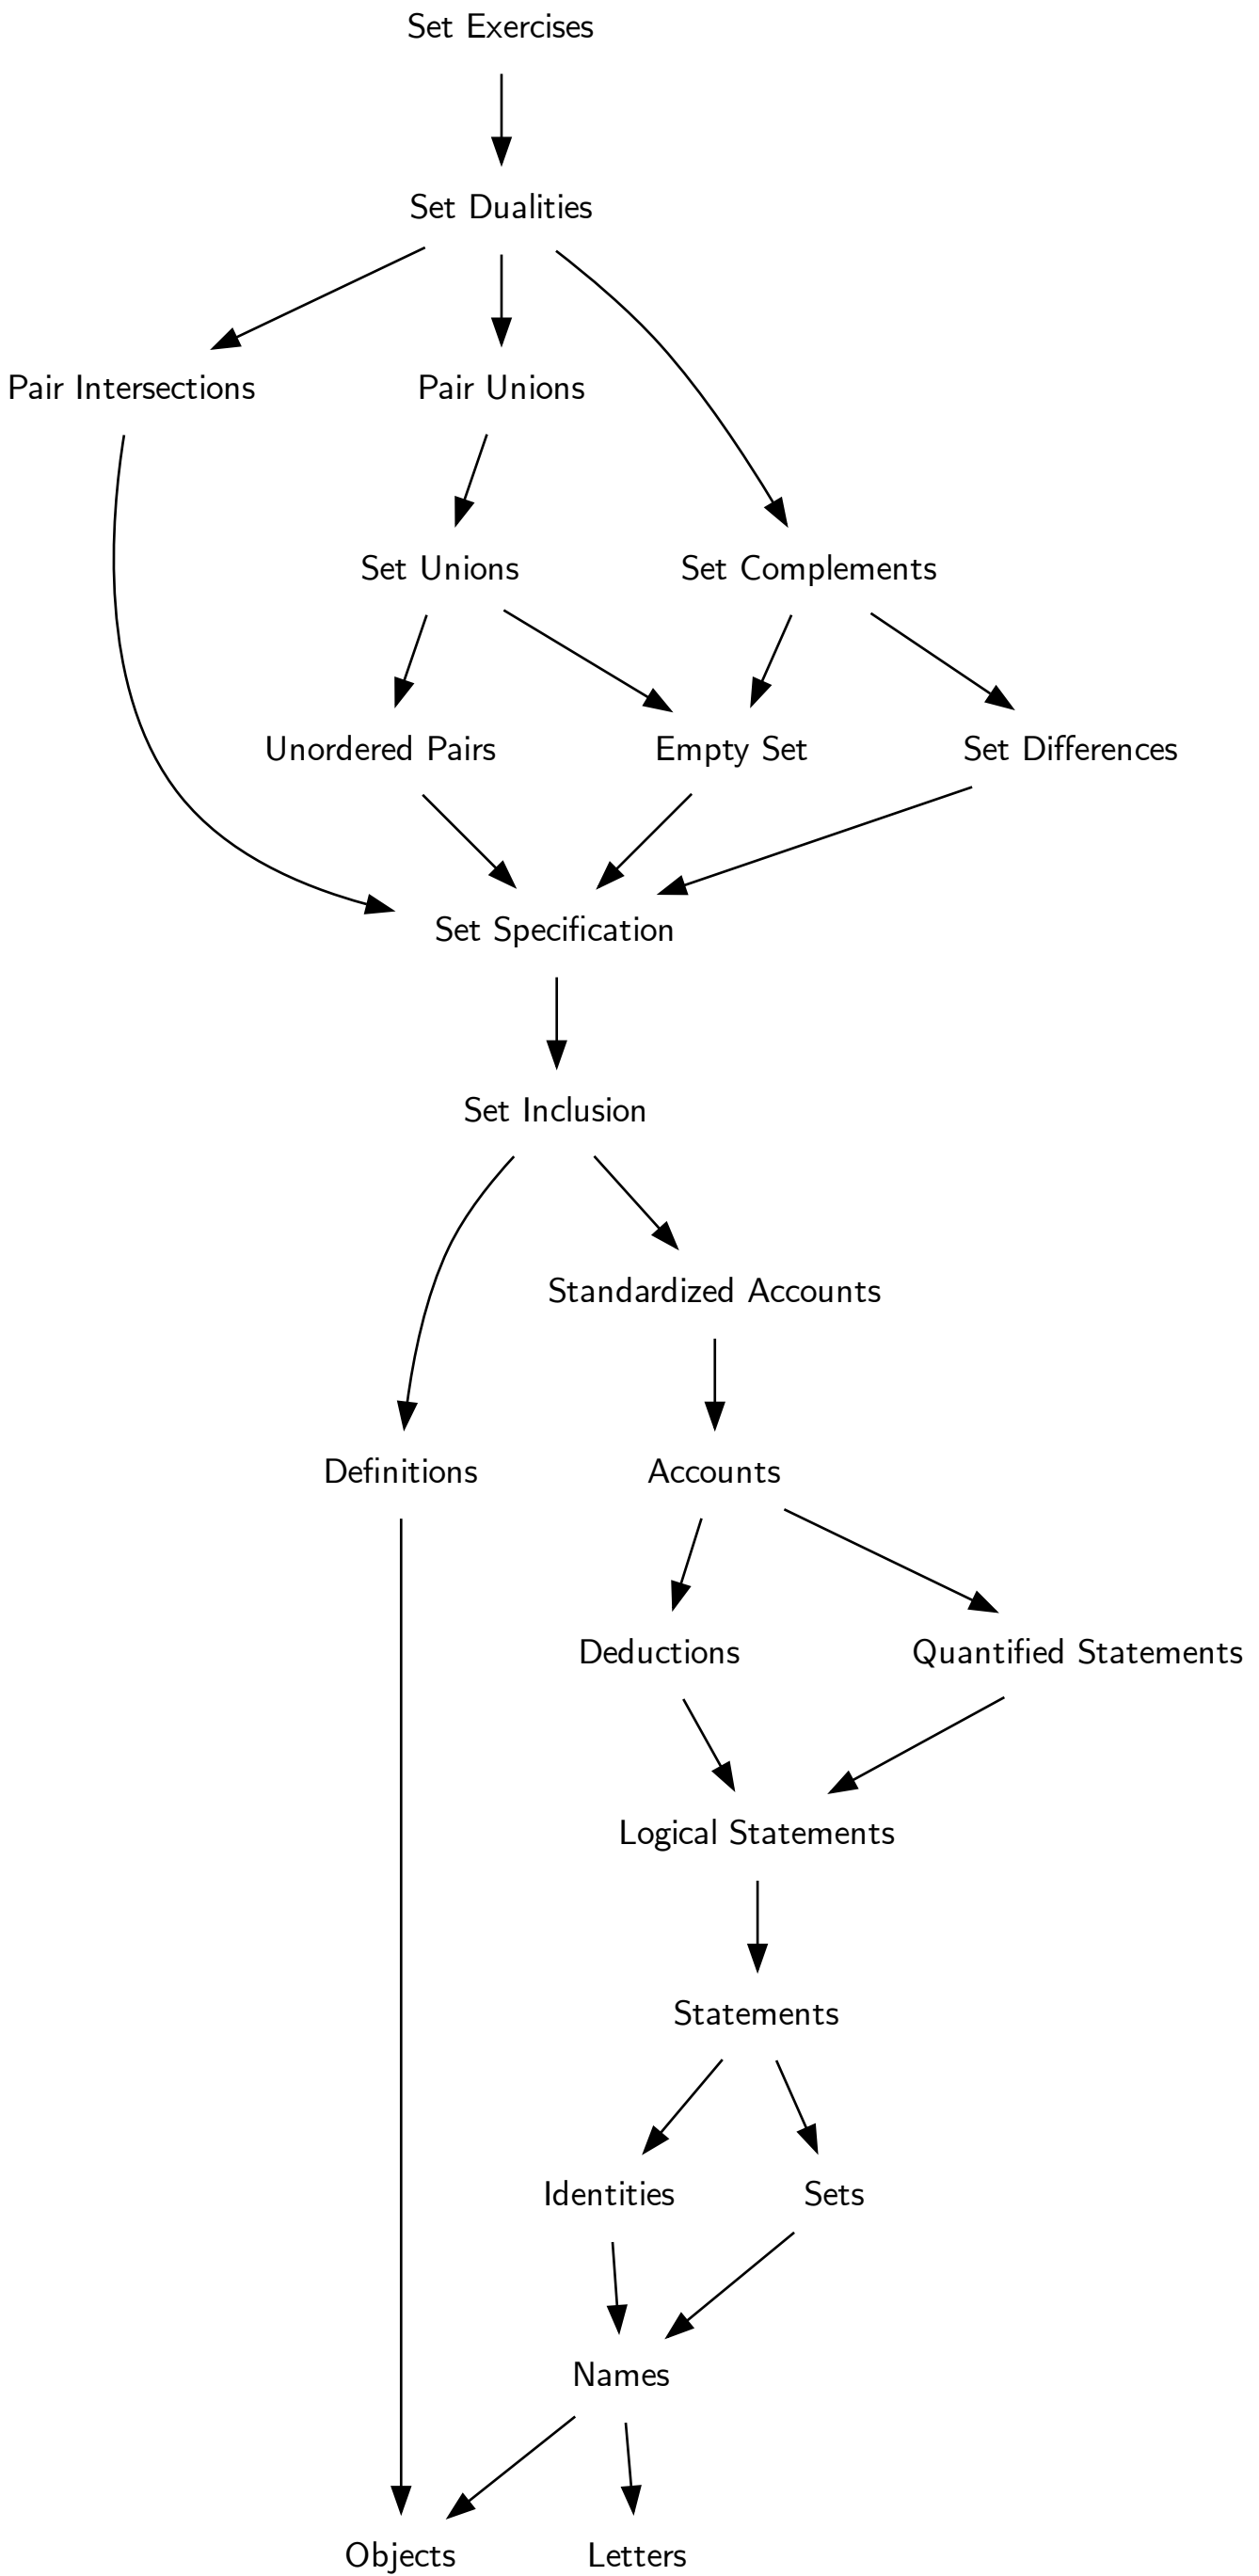 Set Exercises
Set Dualities
Pair Intersections
Pair Unions
Set Unions
Set Complements
Unordered Pairs
Empty Set
Set Differences
Set Specification
Set Inclusion
Standardized Accounts
Definitions
Accounts
Deductions
Quantified Statements
Logical Statements
Statements
Identities
Sets
Names
Objects
Letters